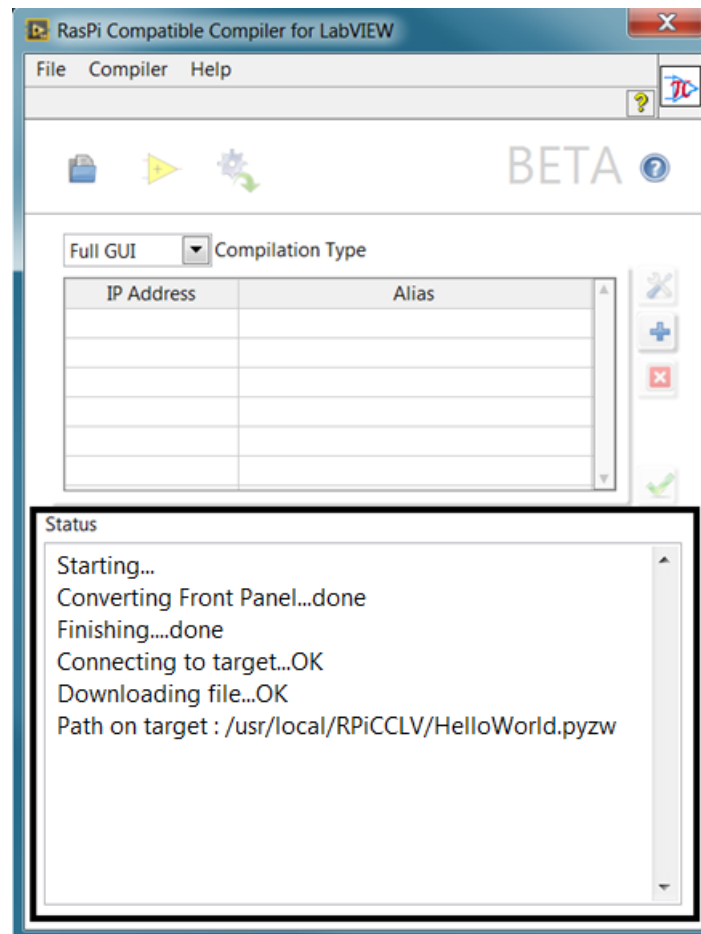 RasPi Compatible Compiler for LabVIEW
File Compiler Help
BETA
Full GUI Compilation Type
IP Address Alias
Status
Starting...
Converting Front Panel...done
Finishing....done
Connecting to target...OK
Downloading file...OK
Path on target : /usr/local/RPiCCLV/HelloWorld.pyzw